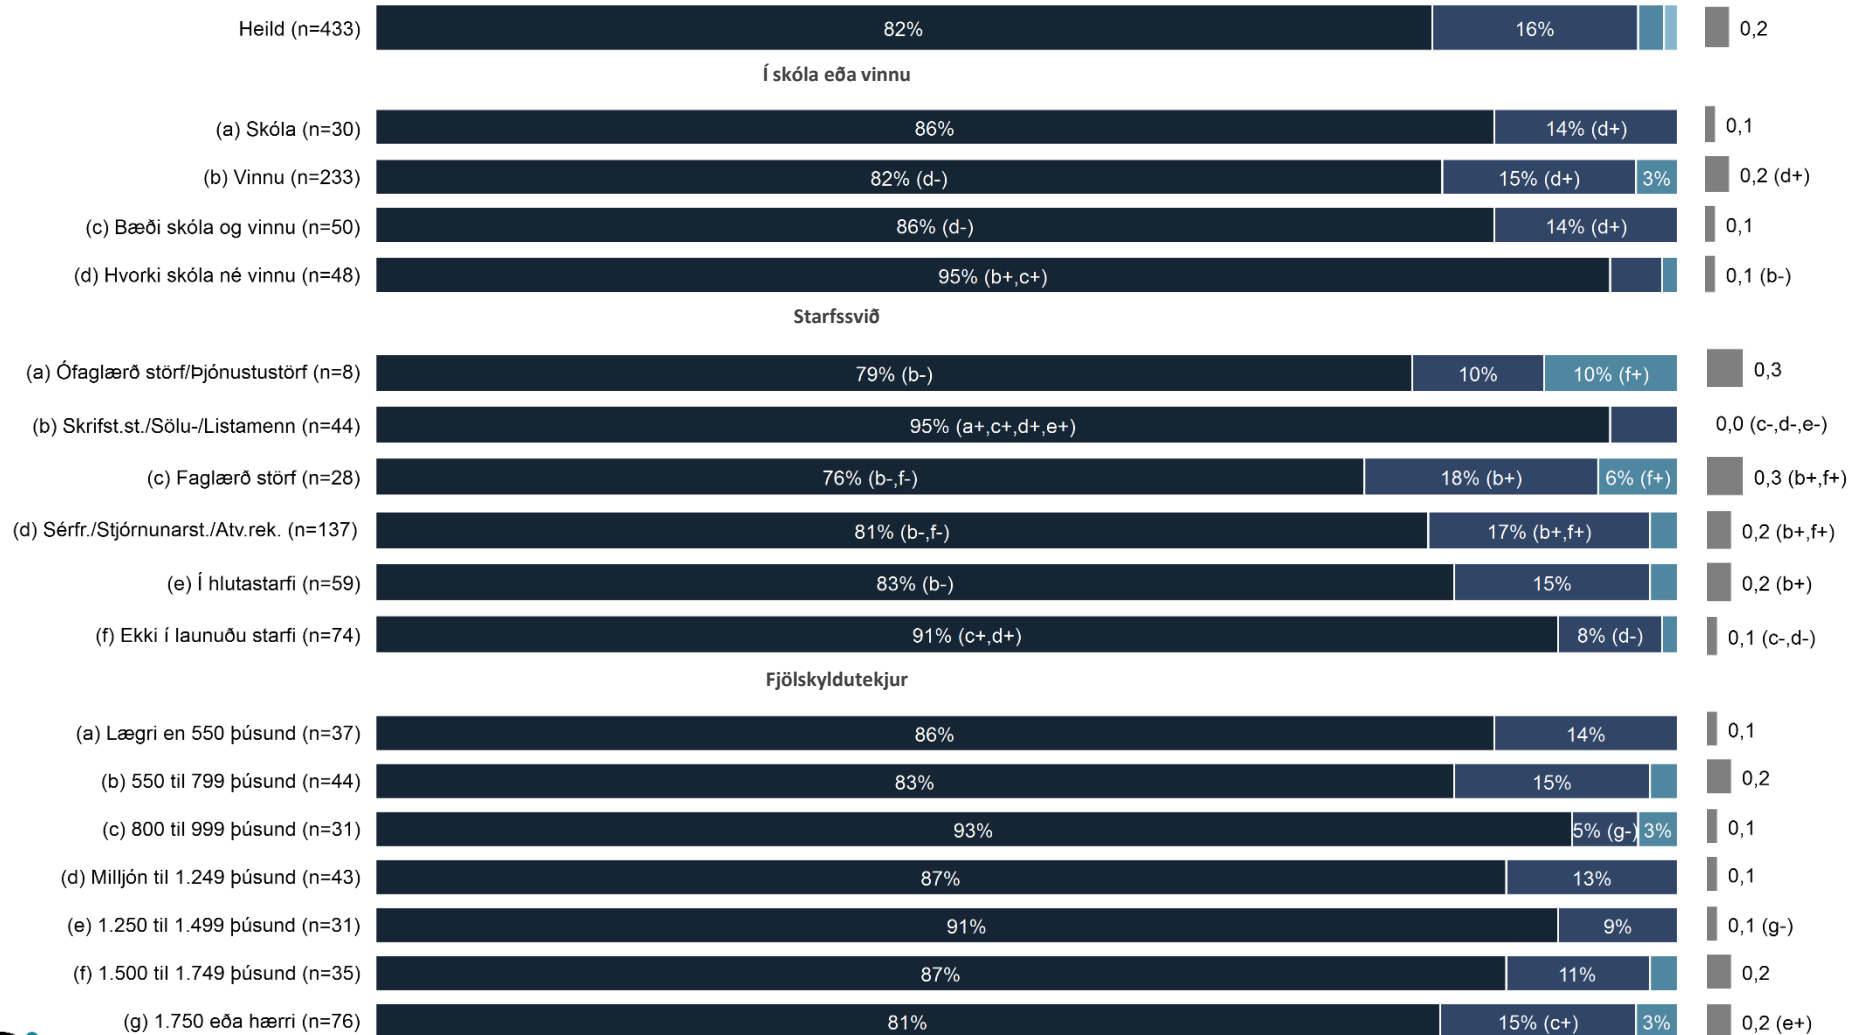 Heild (n=433) 82% 16% 0,2
Í skóla eða vinnu
(a) Skóla (n=30) 86% 14% (d+) 0,1
(b) Vinnu (n=233) 82% (d-) 15% (d+) 3% 0,2 (d+)
(c) Bæði skóla og vinnu (n=50) 86% (d-) 14% (d+) 0,1
(d) Hvorki skóla né vinnu (n=48) 95% (b+,c+) 0,1 (b-)
Starfssvið
(a) Ófaglærð störf/Þjónustustörf (n=8) 79% (b-) 10% 10% (f+) 0,3
(b) Skrifst.st./Sölu-/Listamenn (n=44) 95% (a+,c+,d+,e+) 0,0 (c-,d-,e-)
(c) Faglærð störf (n=28) 76% (b-,f-) 18% (b+) 6% (f+) 0,3 (b+,f+)
(d) Sérfr./Stjórnunarst./Atv.rek. (n=137) 81% (b-,f-) 17% (b+,f+) 0,2 (b+,f+)
(e) Í hlutastarfi (n=59) 83% (b-) 15% 0,2 (b+)
(f) Ekki í launuðu starfi (n=74) 91% (c+,d+) 8% (d-) 0,1 (c-,d-)
Fjölskyldutekjur
(a) Lægri en 550 þúsund (n=37) 86% 14% 0,1
(b) 550 til 799 þúsund (n=44) 83% 15% 0,2
(c) 800 til 999 þúsund (n=31) 93% 5% (g-) 3% 0,1
(d) Milljón til 1.249 þúsund (n=43) 87% 13% 0,1
(e) 1.250 til 1.499 þúsund (n=31) 91% 9% 0,1 (g-)
(f) 1.500 til 1.749 þúsund (n=35) 87% 11% 0,2
(g) 1.750 eða hærri (n=76) 81% 15% (c+) 3% 0,2 (e+)